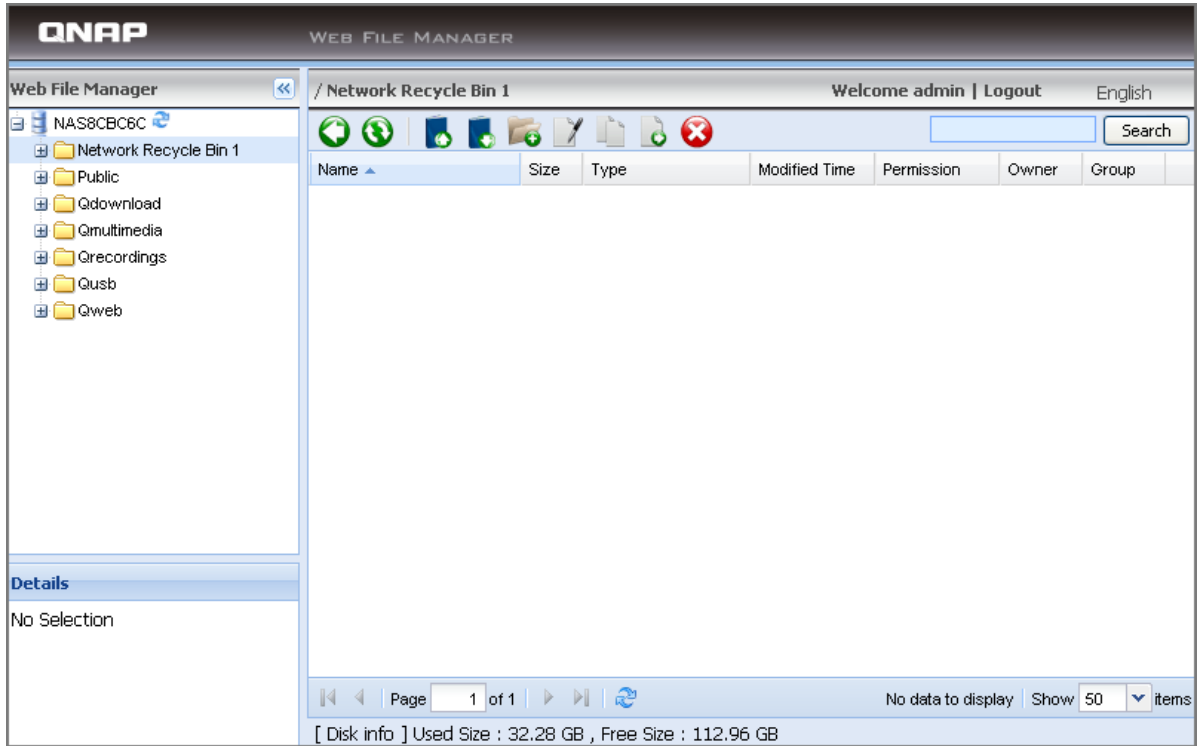 QNAP WEB FILE MANAGER
Web File Manager
/ Network Recycle Bin 1 Welcome admin | Logout English
NAS8CBC6C
Network Recycle Bin 1
Public
Qdownload
Qmultimedia
Qrecordings
Qusb
Qweb
Search
Name Size Type Modified Time Permission Owner Group
Details
No Selection
Page 1 of 1 No data to display Show 50 items
[ Disk info ] Used Size : 32.28 GB , Free Size : 112.96 GB